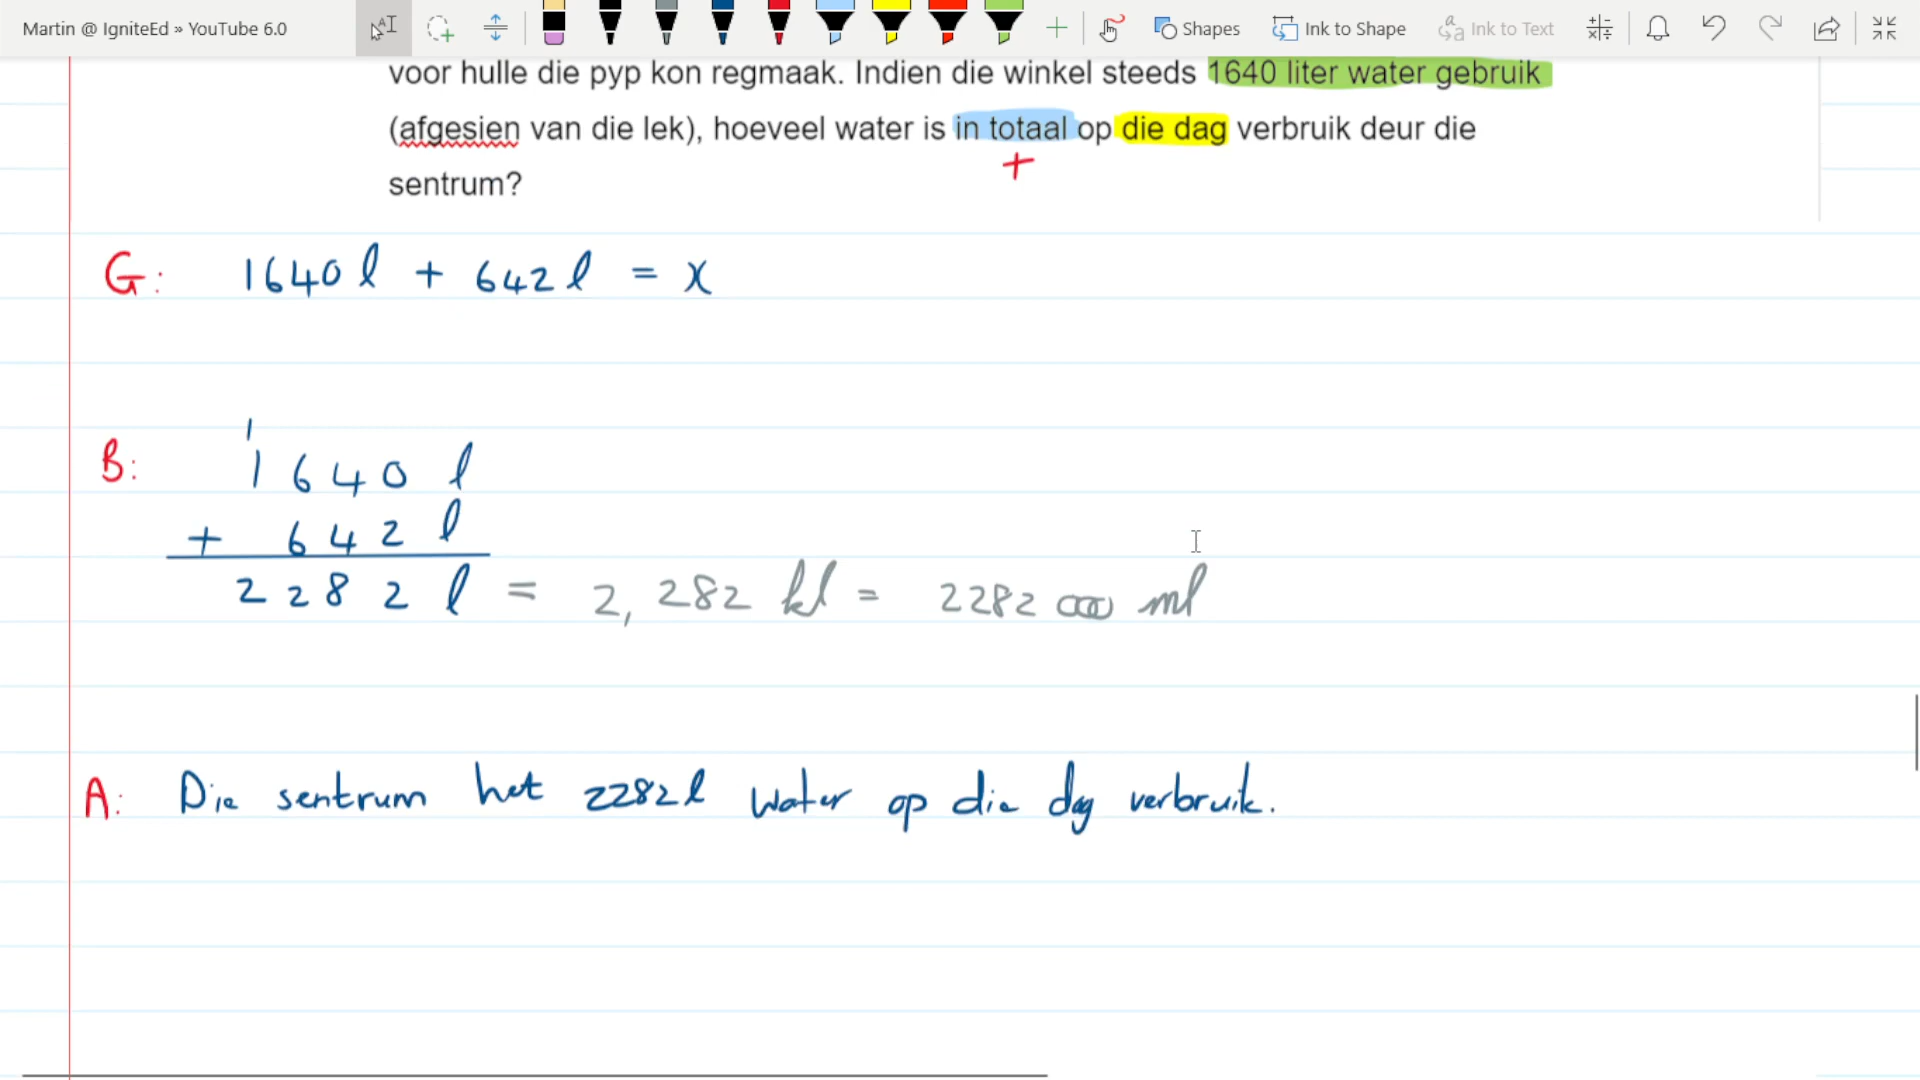 Martin @ IgniteEd » YouTube 6.0 Shapes Ink to Shape Ink to Text
voor hulle die pyp kon regmaak. Indien die winkel steeds 1640 liter water gebruik
(afgesien van die lek), hoeveel water is in totaal op die dag verbruik deur die
+
sentrum?
G: 1640 l + 642 l = x
1
B: 1640 l
+ 642 l
2282 l = 2,282 kl = 2282 000 ml
A: Die sentrum het 2282 l water op die dag verbruik.